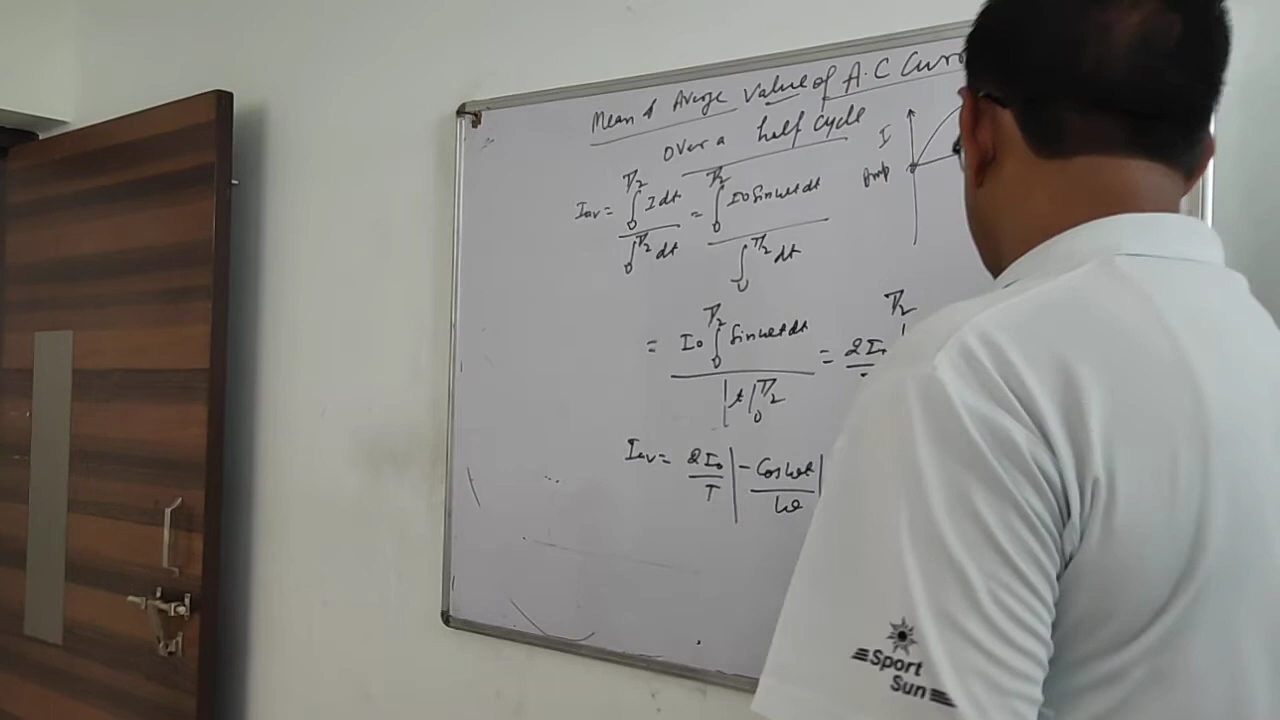 Mean & Averge value of A.C Curr
over a half cycle
I
Amp
Iav = ∫₀^T/2 I dt / ∫₀^T/2 dt = ∫₀^T/2 I0 Sinωt dt / ∫₀^T/2 dt
= I0 ∫₀^T/2 Sinωt dt / |t|₀^T/2 = 2I0 T/2
Iav = 2I0/T |-Cosωt/ω|
Sport
Sun